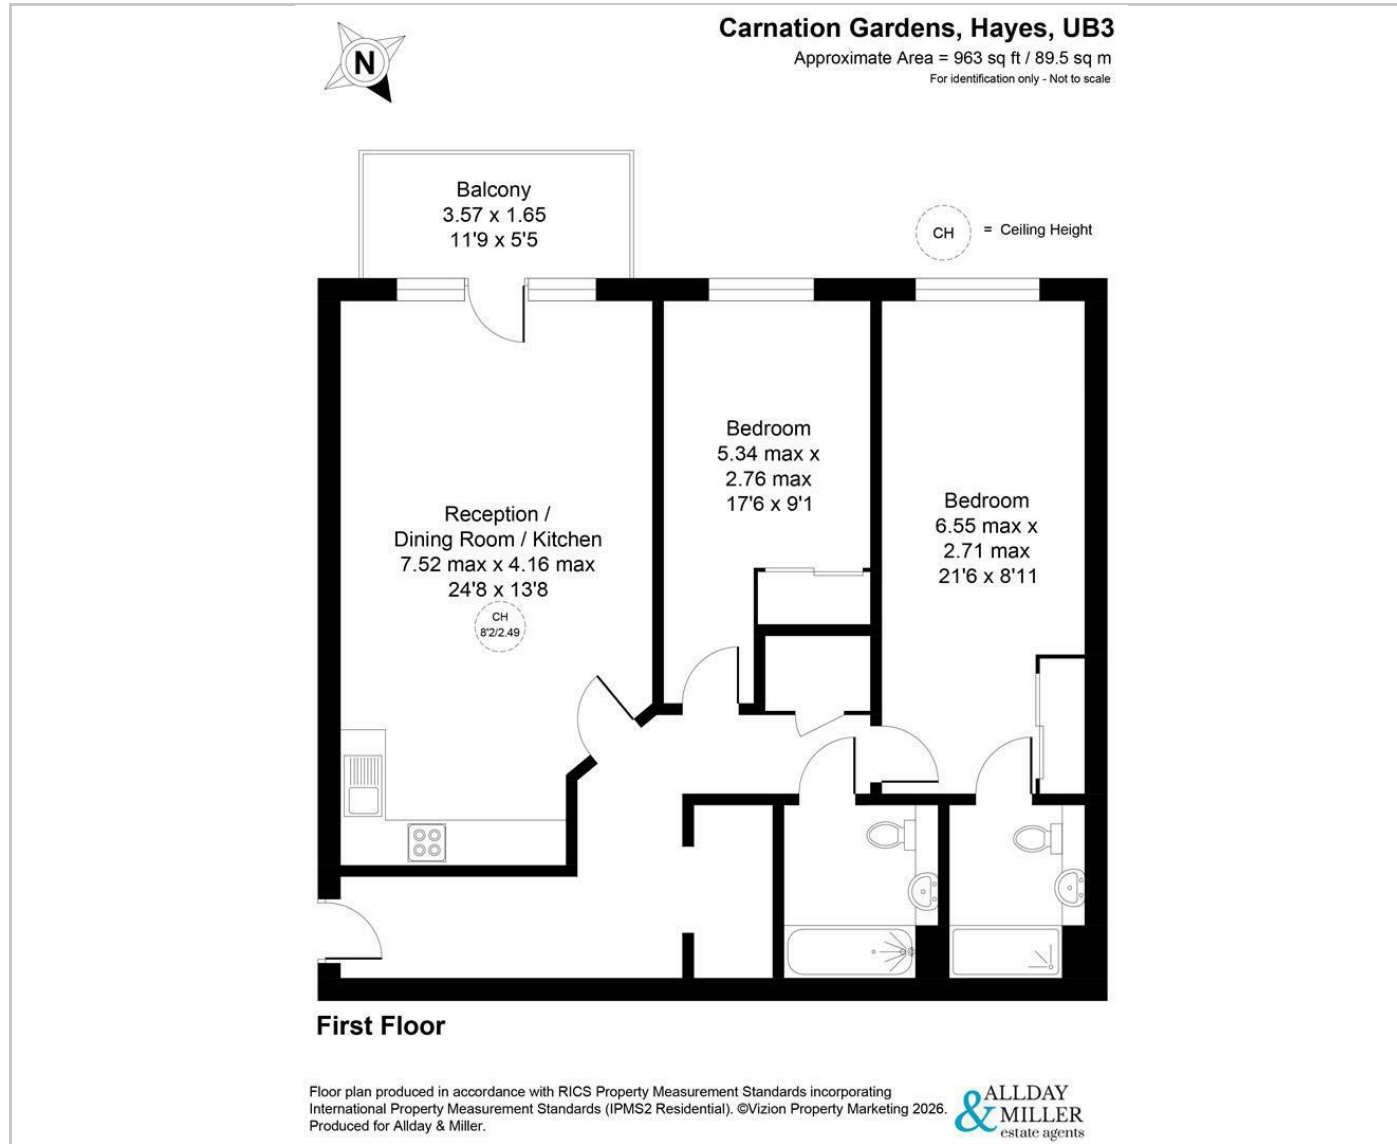 Carnation Gardens, Hayes, UB3
Approximate Area = 963 sq ft / 89.5 sq m
For identification only - Not to scale
N
Balcony
3.57 x 1.65
11'9 x 5'5
CH = Ceiling Height
Bedroom
5.34 max x
2.76 max
17'6 x 9'1
Bedroom
6.55 max x
2.71 max
21'6 x 8'11
Reception /
Dining Room / Kitchen
7.52 max x 4.16 max
24'8 x 13'8
CH
8'2/2.49
First Floor
Floor plan produced in accordance with RICS Property Measurement Standards incorporating
International Property Measurement Standards (IPMS2 Residential). ©Vizion Property Marketing 2026.
Produced for Allday & Miller.
ALLDAY
& MILLER
estate agents